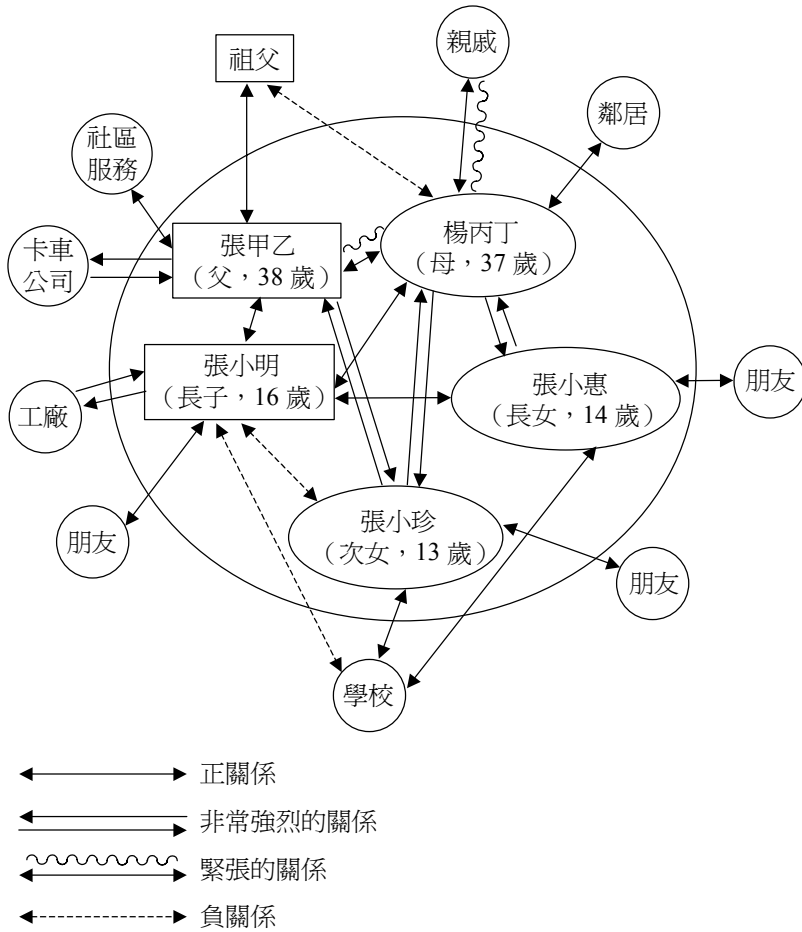 祖父
親戚
鄰居
社區
服務
張甲乙
（父，38 歲）
楊丙丁
（母，37 歲）
卡車
公司
張小明
（長子，16 歲）
張小惠
（長女，14 歲）
朋友
工廠
張小珍
（次女，13 歲）
朋友
朋友
學校
正關係
非常強烈的關係
緊張的關係
負關係